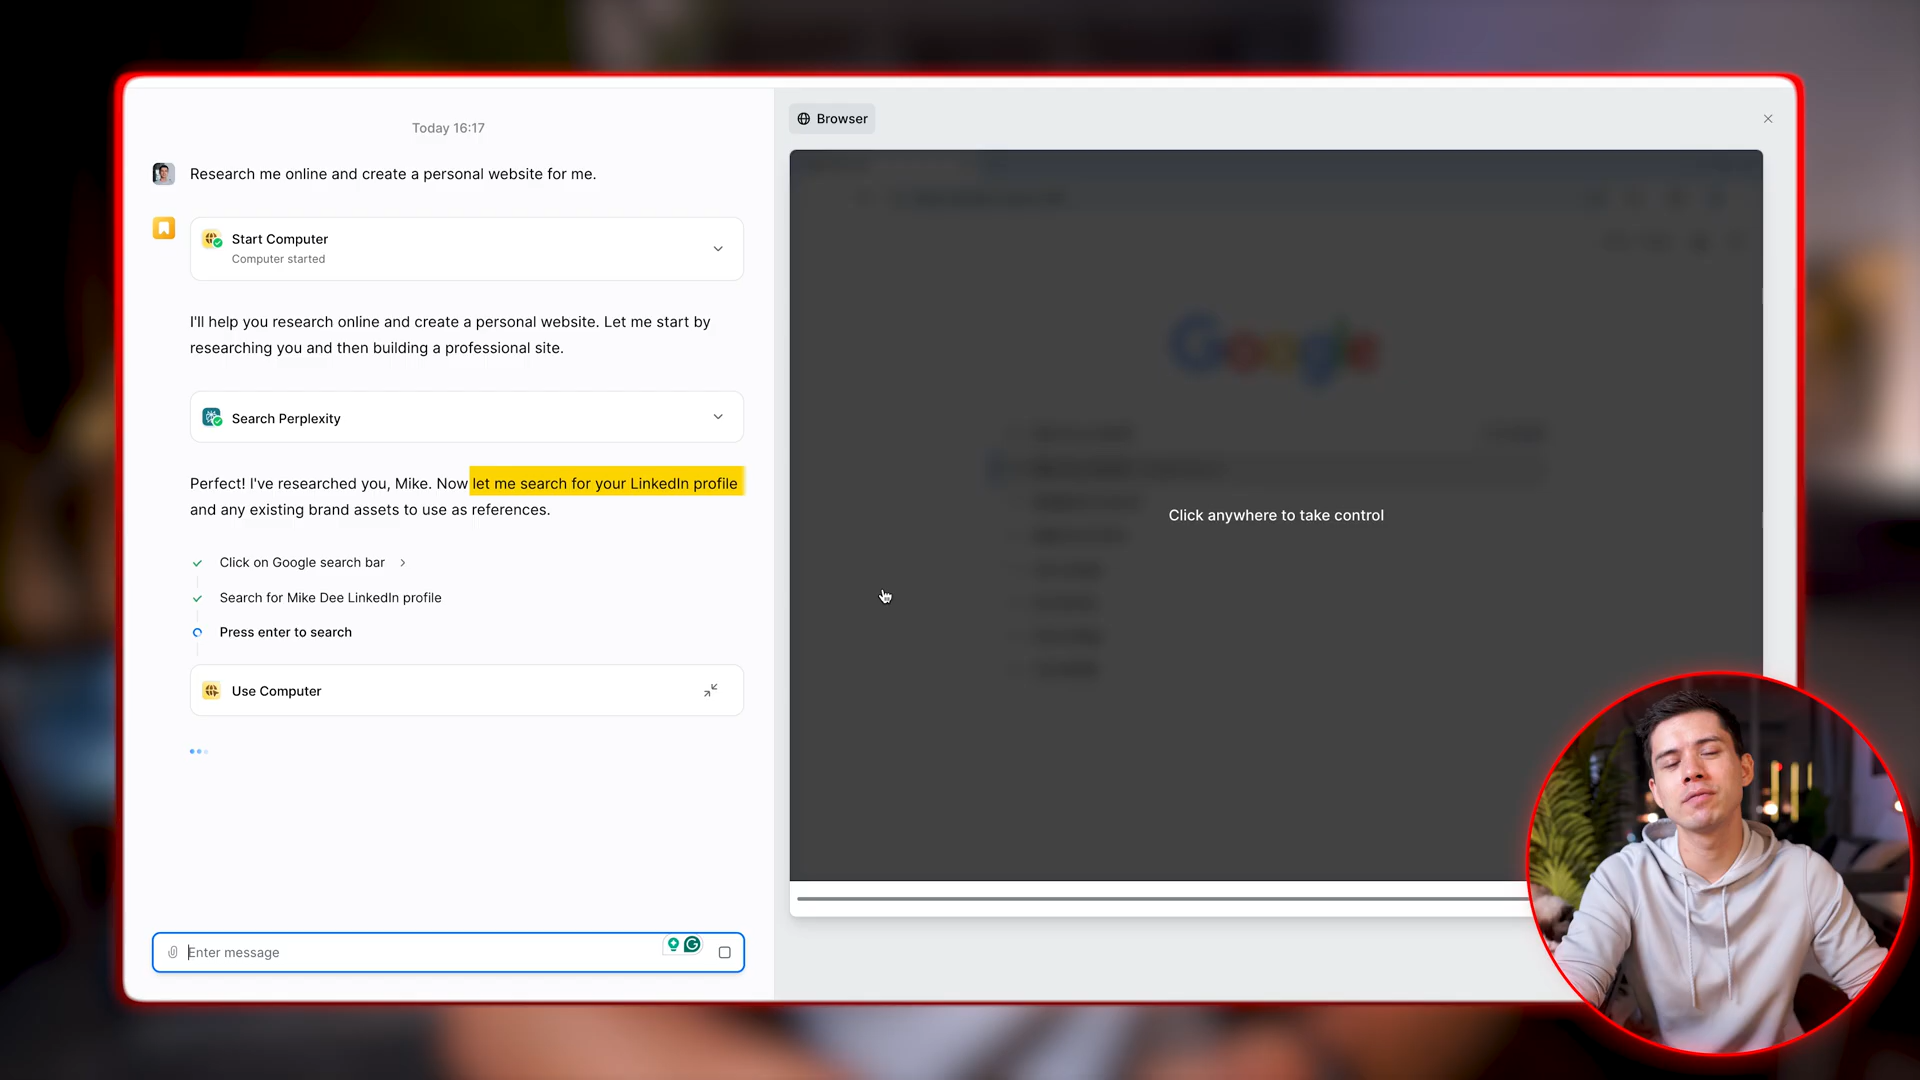 Today 16:17
Research me online and create a personal website for me.
Start Computer
Computer started
I'll help you research online and create a personal website. Let me start by
researching you and then building a professional site.
Search Perplexity
Perfect! I've researched you, Mike. Now let me search for your LinkedIn profile
and any existing brand assets to use as references.
Click on Google search bar
Search for Mike Dee LinkedIn profile
Press enter to search
Use Computer
Enter message
Browser
Google
Click anywhere to take control